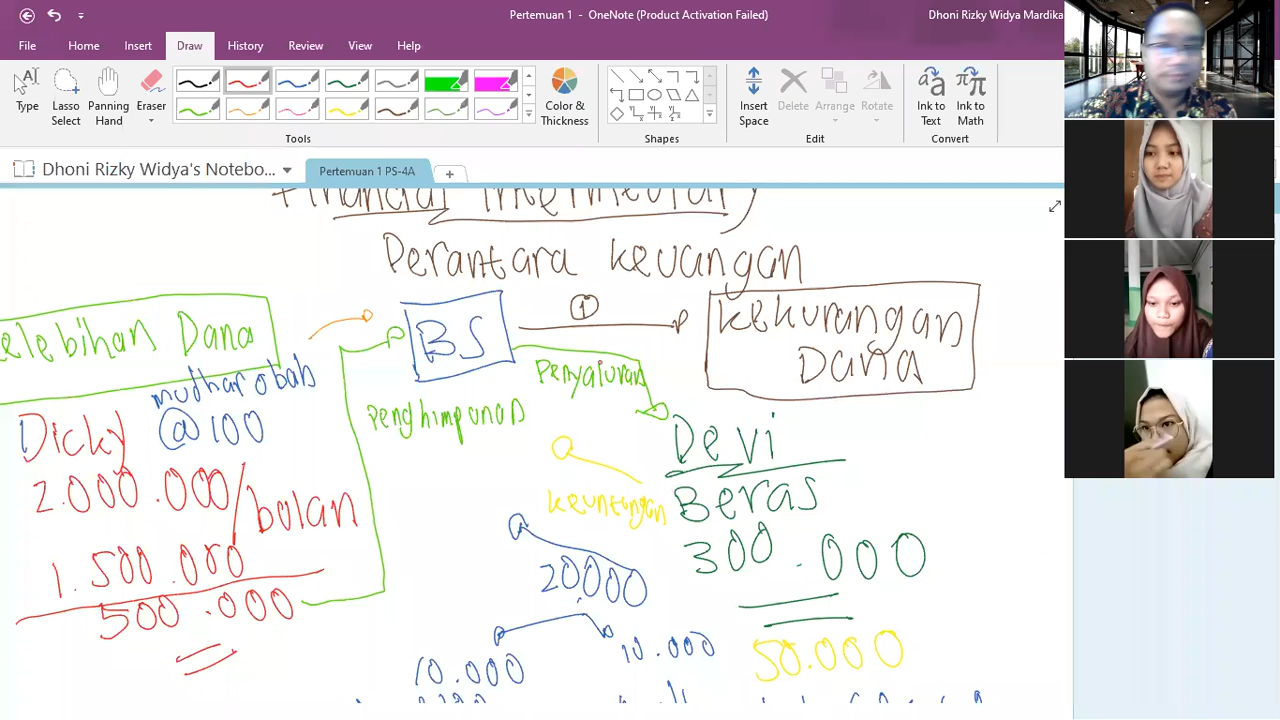 Pertemuan 1 - OneNote (Product Activation Failed)
Dhoni Rizky Widya Mardika
File Home Insert Draw History Review View Help
Type
Lasso Select
Panning Hand
Eraser
Color & Thickness
Insert Space
Delete
Arrange
Rotate
Ink to Text
Ink to Math
Tools
Shapes
Edit
Convert
Dhoni Rizky Widya's Notebo...
Pertemuan 1 PS-4A
Financial Intermediary
Perantara keuangan
elebihan Dana
BS
1
Kekurangan
Dana
mudharobah
@100
Penghimpunan
Penyaluran
Dicky
2.000.000/bulan
1.500.000
500.000
Devi
Beras
300.000
keuntungan
20.000
10.000
10.000
50.000